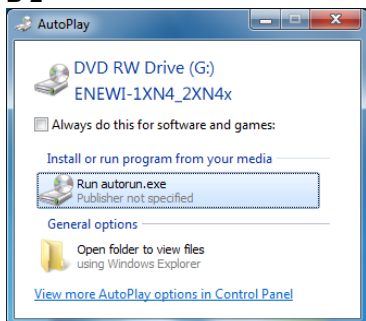 AutoPlay
DVD RW Drive (G:)
ENEWI-1XN4_2XN4x
Always do this for software and games:
Install or run program from your media
Run autorun.exe
Publisher not specified
General options
Open folder to view files
using Windows Explorer
View more AutoPlay options in Control Panel